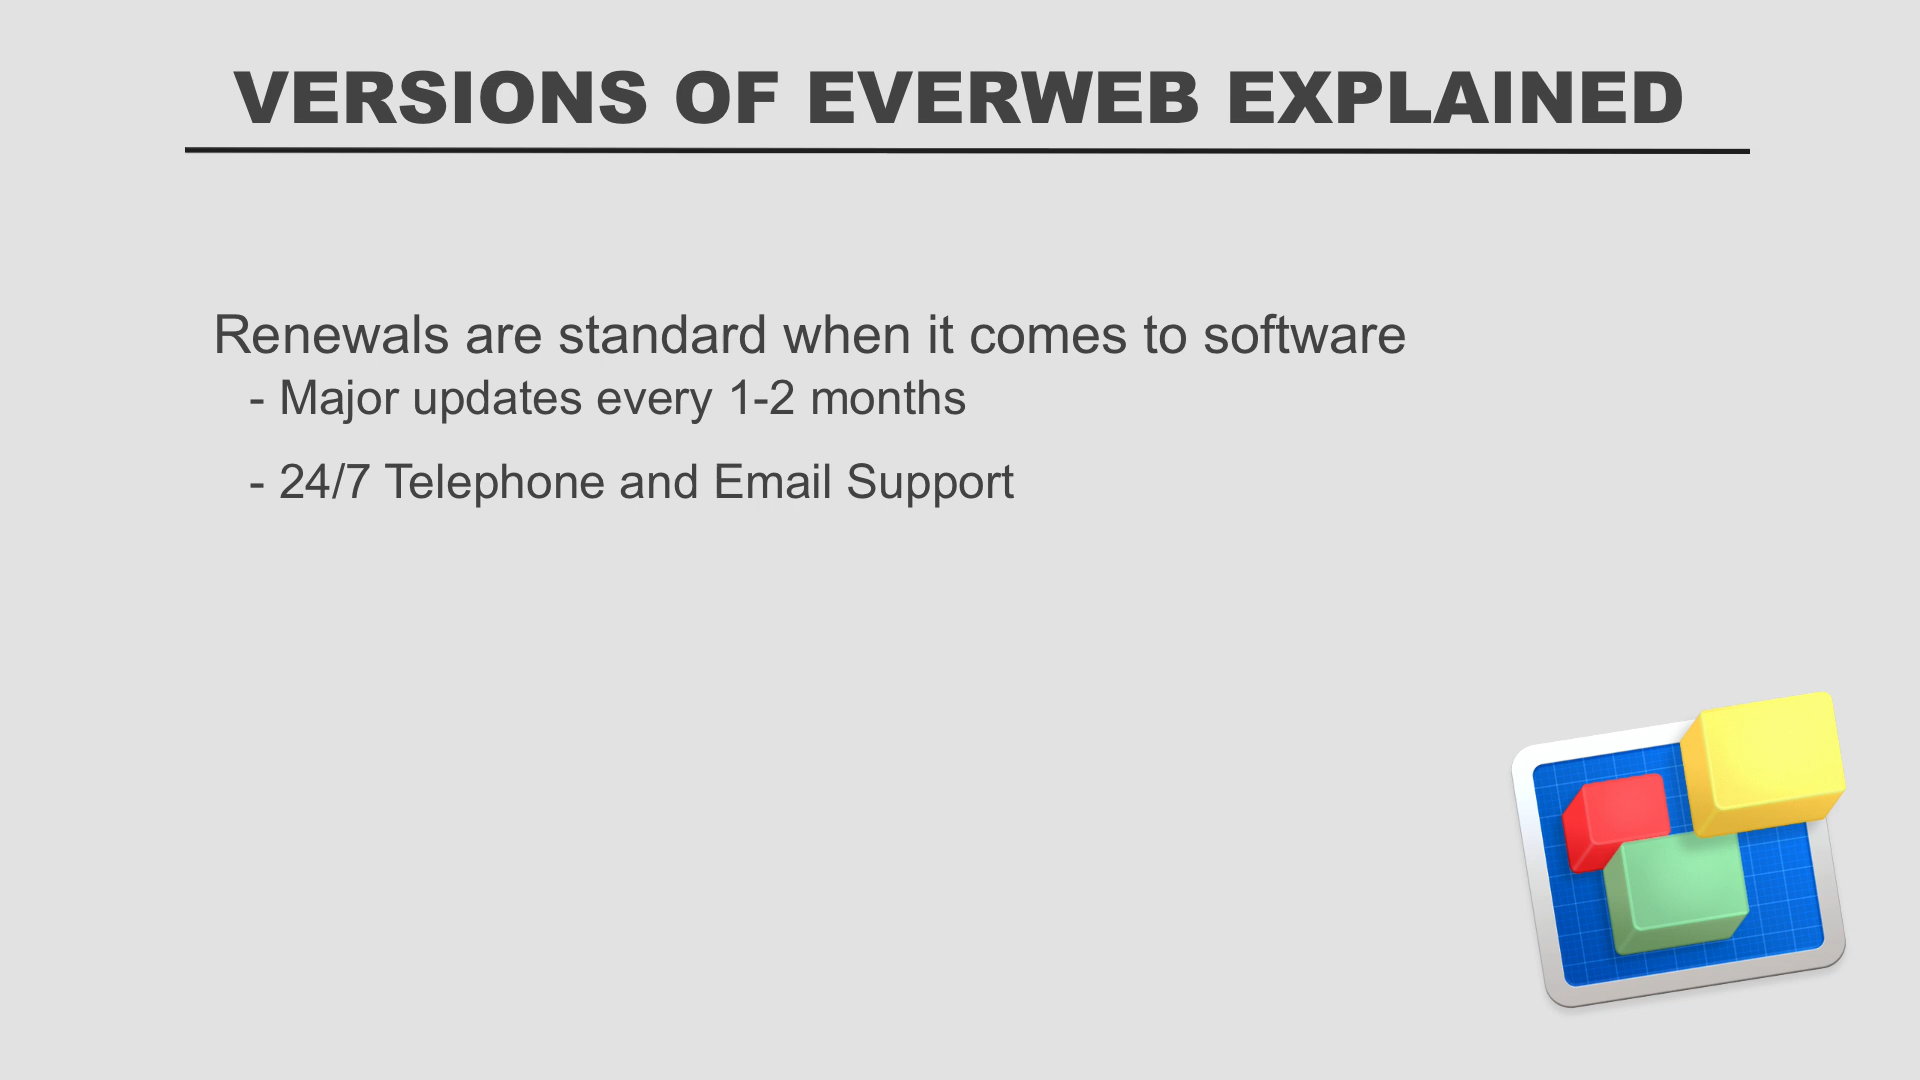 VERSIONS OF EVERWEB EXPLAINED
Renewals are standard when it comes to software
- Major updates every 1-2 months
- 24/7 Telephone and Email Support